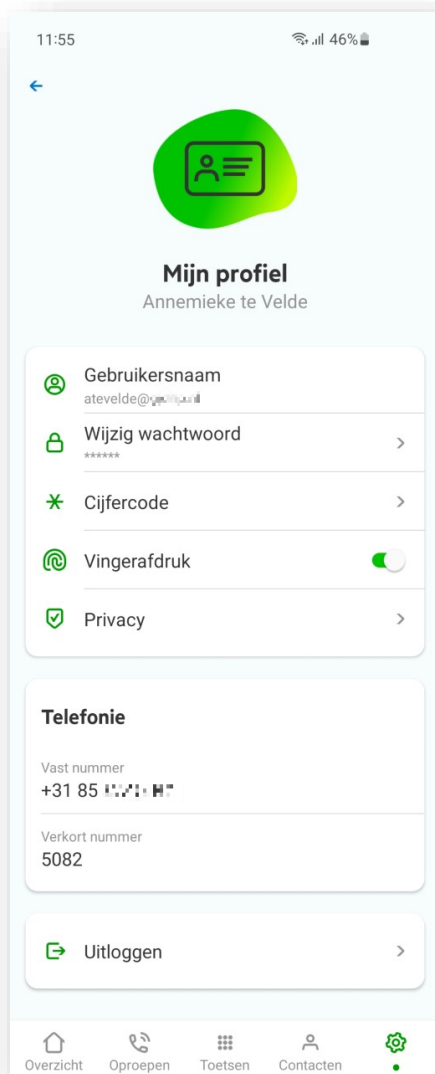 11:55
46%
Mijn profiel
Annemieke te Velde
Gebruikersnaam
atevelde@
Wijzig wachtwoord
******
Cijfercode
Vingerafdruk
Privacy
Telefonie
Vast nummer
+31 85
Verkort nummer
5082
Uitloggen
Overzicht Oproepen Toetsen Contacten